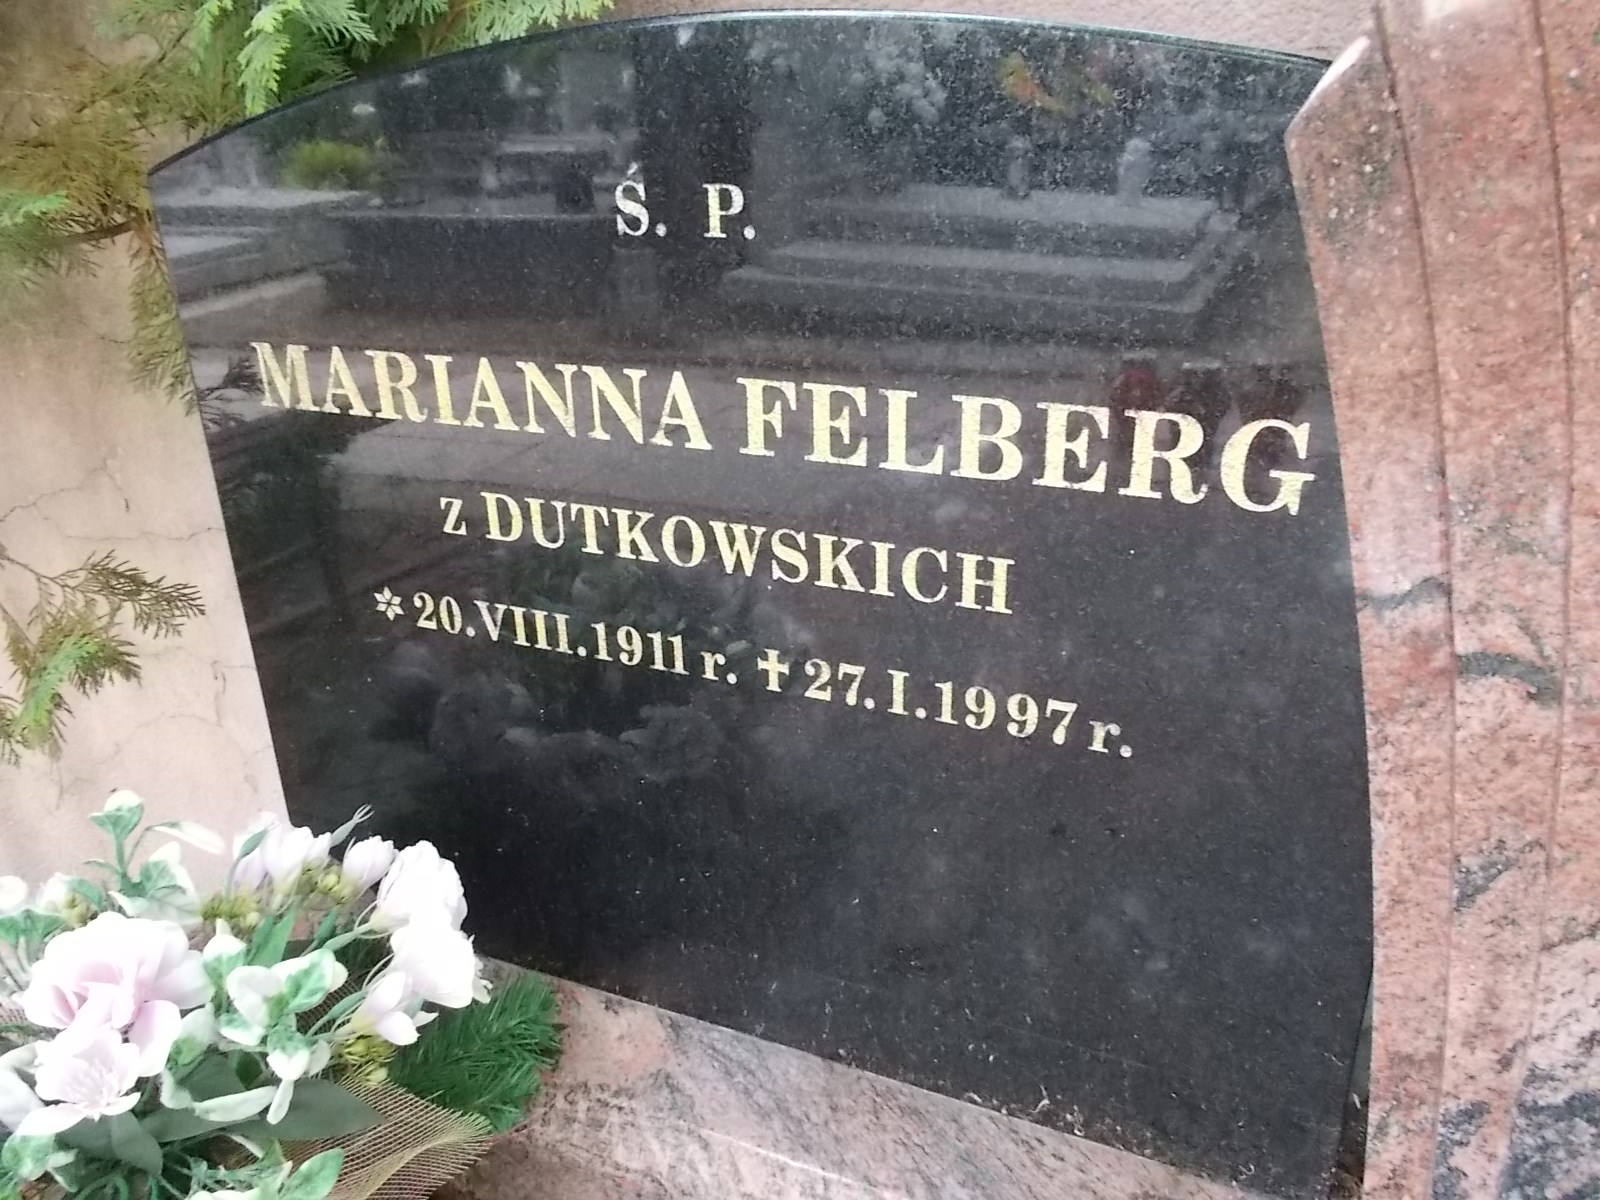 Ś. P.
MARIANNA FELBERG
z DUTKOWSKICH
* 20.VIII.1911 r. ✝ 27.I.1997 r.